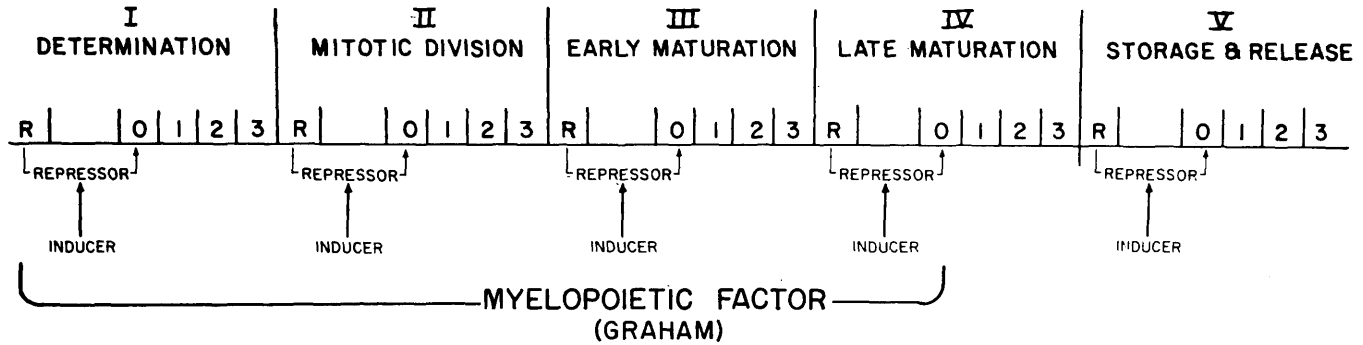 I II III IV V
DETERMINATION MITOTIC DIVISION EARLY MATURATION LATE MATURATION STORAGE & RELEASE
R 0 1 2 3 R 0 1 2 3 R 0 1 2 3 R 0 1 2 3 R 0 1 2 3
REPRESSOR REPRESSOR REPRESSOR REPRESSOR REPRESSOR
INDUCER INDUCER INDUCER INDUCER INDUCER
MYELOPOIETIC FACTOR
(GRAHAM)